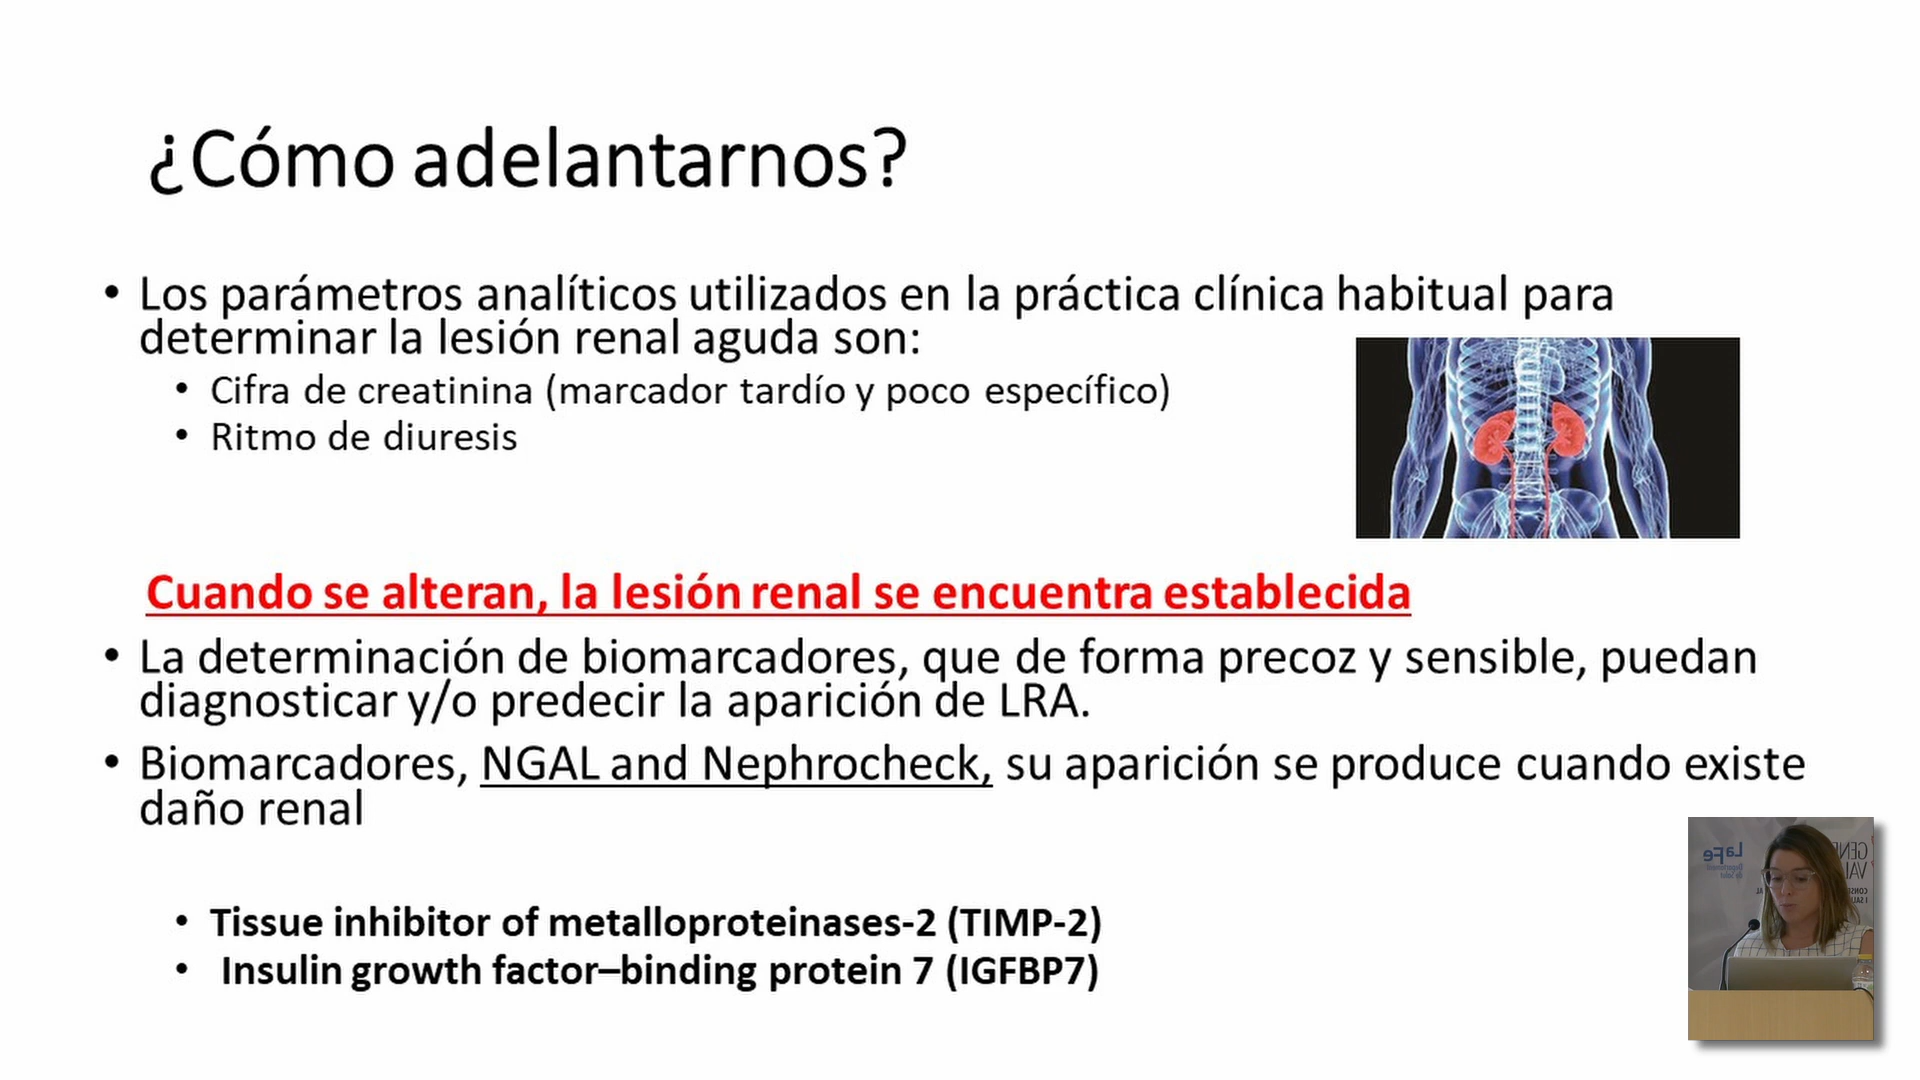 ¿Cómo adelantarnos?
• Los parámetros analíticos utilizados en la práctica clínica habitual para
determinar la lesión renal aguda son:
• Cifra de creatinina (marcador tardío y poco específico)
• Ritmo de diuresis
Cuando se alteran, la lesión renal se encuentra establecida
• La determinación de biomarcadores, que de forma precoz y sensible, puedan
diagnosticar y/o predecir la aparición de LRA.
• Biomarcadores, NGAL and Nephrocheck, su aparición se produce cuando existe
daño renal
• Tissue inhibitor of metalloproteinases-2 (TIMP-2)
• Insulin growth factor–binding protein 7 (IGFBP7)
LaFe
GENE
VAL